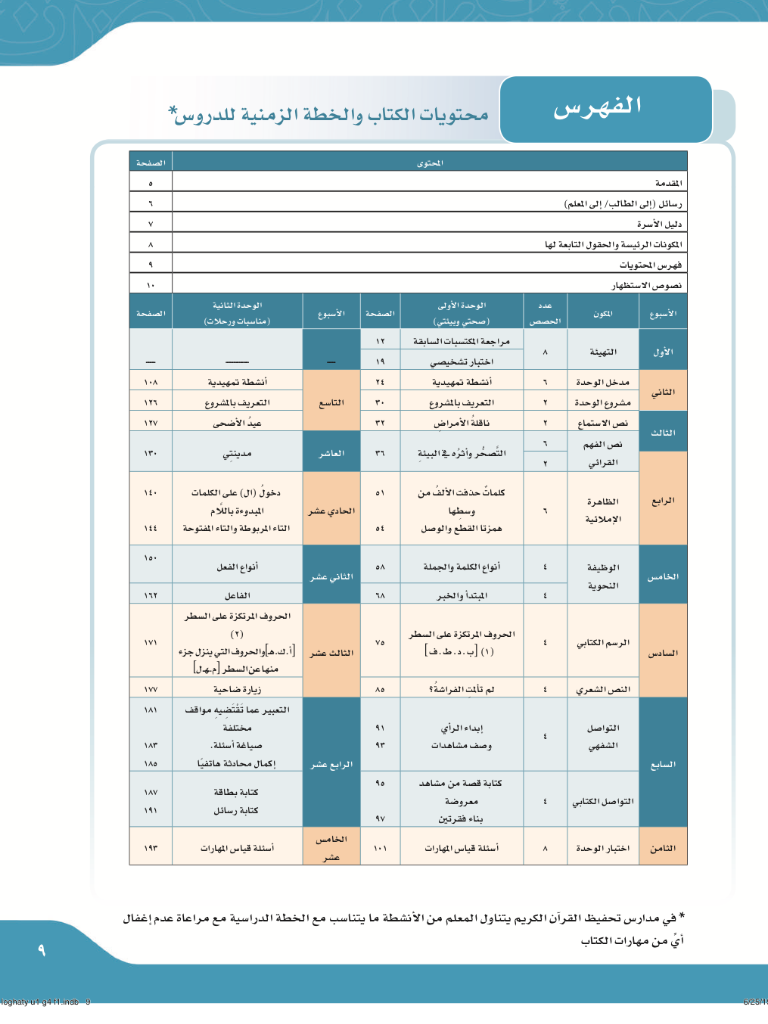 الفهرس
محتويات الكتاب والخطة الزمنية للدروس*
المحتوى الصفحة
المقدمة ٥
رسائل (إلى الطالب/ إلى المعلم) ٦
دليل الأسرة ٧
المكونات الرئيسة والحقول التابعة لها ٨
فهرس المحتويات ٩
نصوص الاستظهار ١٠
الأسبوع المكون عدد الحصص الوحدة الأولى (صحتي وبيئتي) الصفحة الأسبوع الوحدة الثانية (مناسبات ورحلات) الصفحة
الأول التهيئة ٨ مراجعة المكتسبات السابقة ١٢
اختبار تشخيصي ١٩ — —— —
الثاني مدخل الوحدة ٦ أنشطة تمهيدية ٢٤ التاسع أنشطة تمهيدية ١٠٨
مشروع الوحدة ٢ التعريف بالمشروع ٣٠ التعريف بالمشروع ١٢٦
الثالث نص الاستماع ٢ ناقلةُ الأمراض ٣٢ عيدُ الأضحى ١٢٧
نص الفهم القرائي ٦ ٢ التَّصحُّر وأثرُه في البيئةِ ٣٦ العاشر مدينتي ١٣٠
الرابع الظاهرة الإملائية ٦ كلماتٌ حذفت الألفُ من وسطِها ٥١ الحادي عشر دخولُ (ال) على الكلمات المبدوءة باللَّام ١٤٠
همزتا القطع والوصل ٥٤ التاء المربوطة والتاء المفتوحة ١٤٤
الخامس الوظيفة النحوية ٤ أنواع الكلمة والجملة ٥٨ الثاني عشر أنواع الفعل ١٥٠
٤ المبتدأ والخبر ٦٨ الفاعل ١٦٢
السادس الرسم الكتابي ٤ الحروف المرتكزة على السطر (١) [ب . د . ط . ف] ٧٥ الثالث عشر الحروف المرتكزة على السطر (٢) [أ.ك.هـ]والحروف التي ينزل جزء منها عن السطر [م.هـ.ل] ١٧١
النص الشعري ٤ لم تألمتِ الفراشةُ؟ ٨٥ زيارة ضاحية ١٧٧
السابع التواصل الشفهي ٤ إبداء الرأي ٩١ الرابع عشر التعبير عما تَقْتَضِيهِ مواقف مختلفة ١٨١
وصف مشاهدات ٩٣ صياغة أسئلة. ١٨٣
إكمال محادثة هاتفيًا ١٨٥
التواصل الكتابي ٤ كتابة قصة من مشاهد معروضة ٩٥ كتابة بطاقة ١٨٧
بناء فقرتين ٩٧ كتابة رسائل ١٩١
الثامن اختبار الوحدة ٨ أسئلة قياس المهارات ١٠١ الخامس عشر أسئلة قياس المهارات ١٩٣
* في مدارس تحفيظ القرآن الكريم يتناول المعلم من الأنشطة ما يتناسب مع الخطة الدراسية مع مراعاة عدم إغفال
أيٍّ من مهارات الكتاب
٩